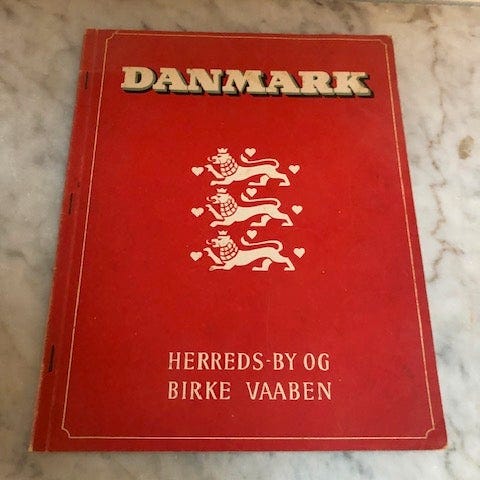 DANMARK
HERREDS-BY OG
BIRKE VAABEN